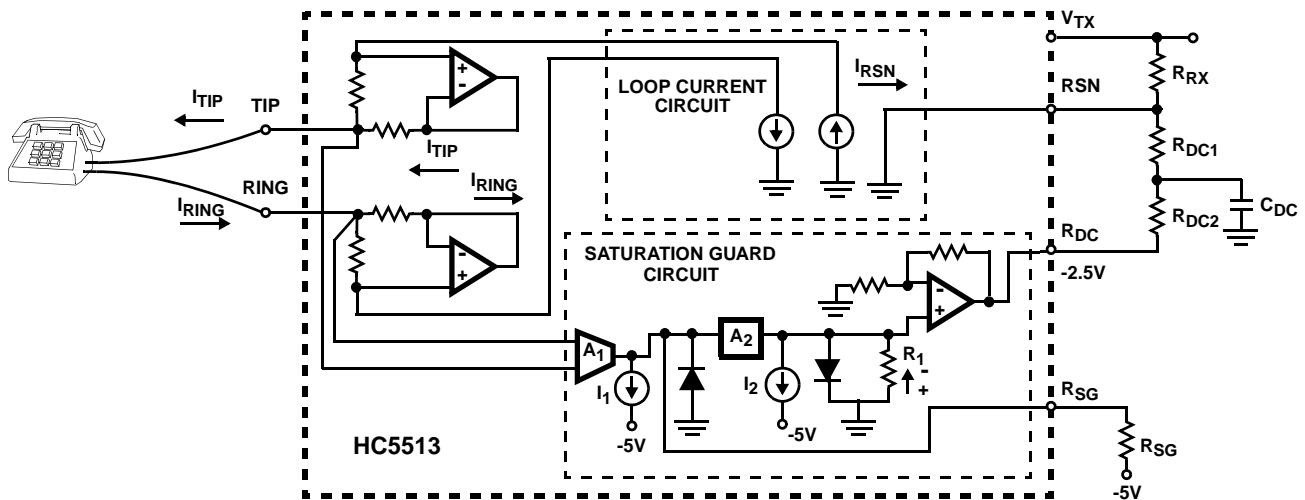 VTX
IRSN
RRX
LOOP CURRENT
CIRCUIT
RSN
ITIP
TIP
+
-
RDC1
ITIP
RING
IRING
IRING
CDC
RDC2
RDC
-2.5V
SATURATION GUARD
CIRCUIT
-
+
-
+
A1
A2
R1
-
+
I1
I2
-5V
-5V
RSG
HC5513
RSG
-5V